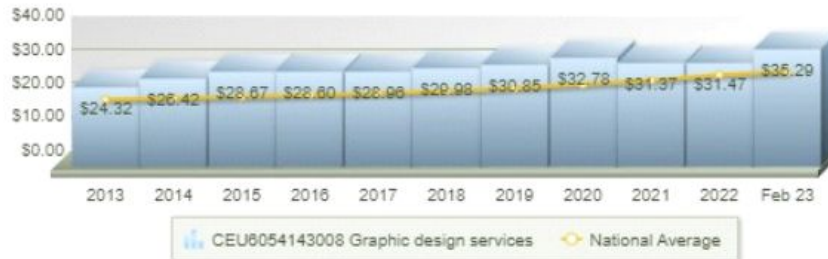 $40.00
$30.00
$20.00
$10.00
$0.00
$24.32 $26.42 $28.67 $28.60 $28.96 $29.98 $30.85 $32.78 $31.37 $31.47 $35.29
2013 2014 2015 2016 2017 2018 2019 2020 2021 2022 Feb 23
CEU6054143008 Graphic design services National Average